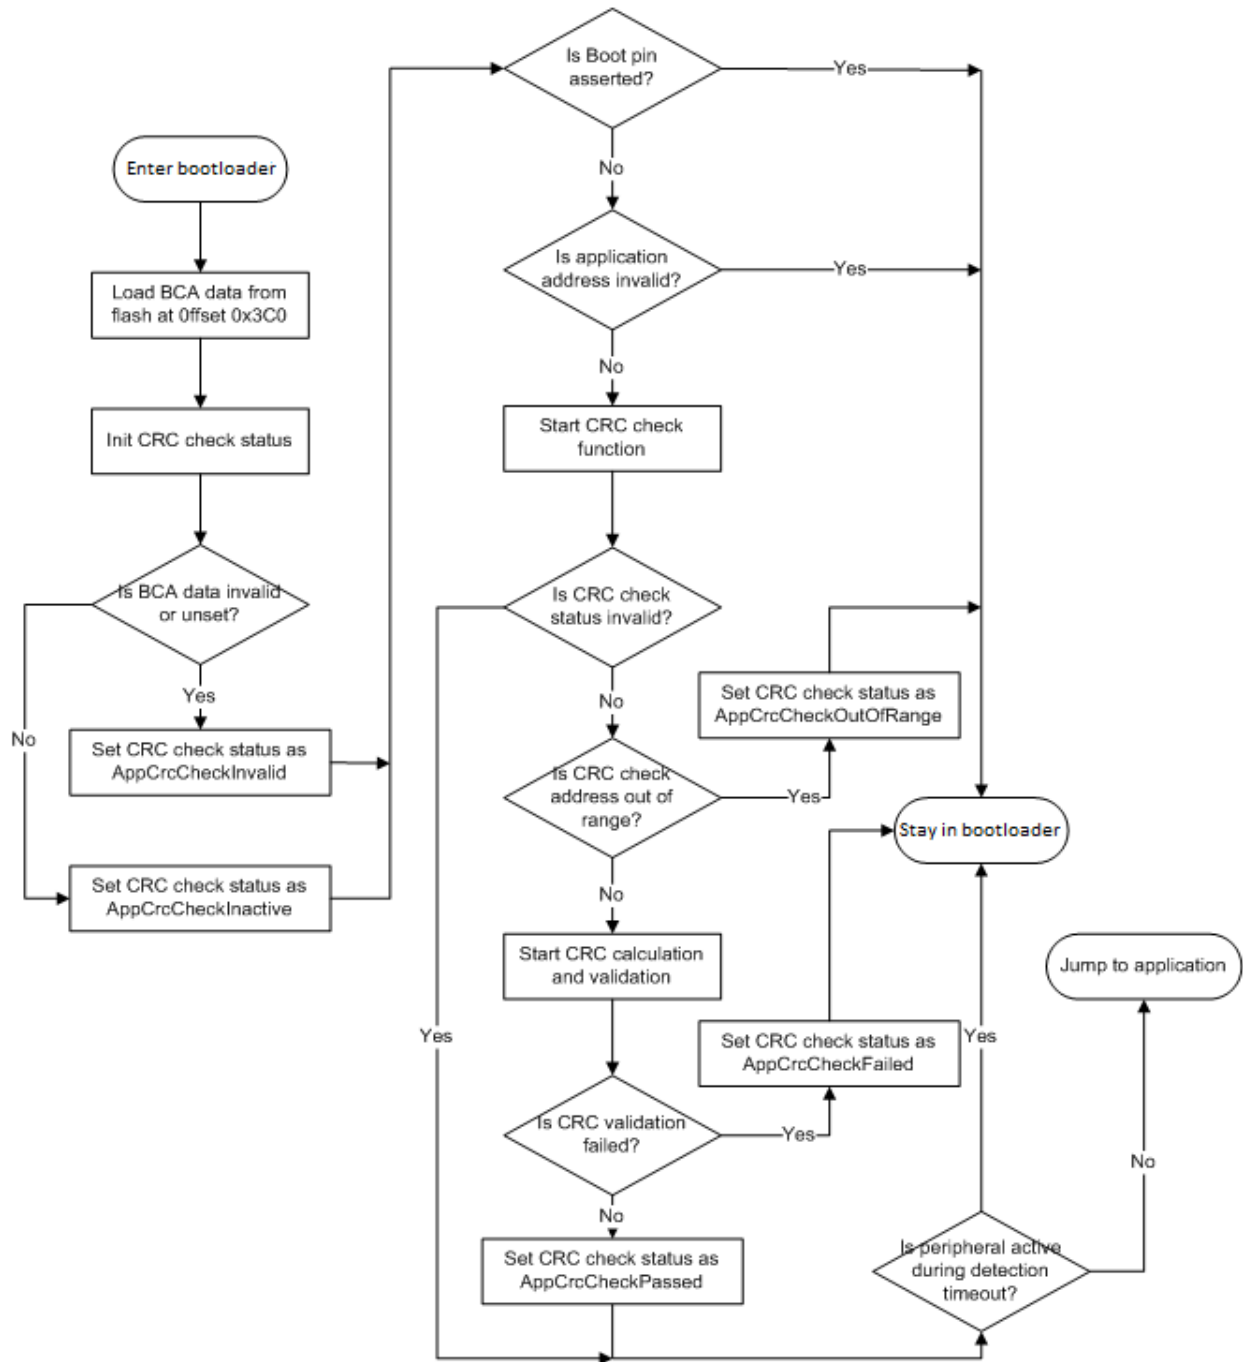 Enter bootloader
Load BCA data from
flash at 0ffset 0x3C0
Init CRC check status
Is BCA data invalid
or unset?
Yes
No
Set CRC check status as
AppCrcCheckInvalid
Set CRC check status as
AppCrcCheckInactive
Is Boot pin
asserted?
Yes
No
Is application
address invalid?
Yes
No
Start CRC check
function
Is CRC check
status invalid?
Yes
No
Is CRC check
address out of
range?
Yes
Set CRC check status as
AppCrcCheckOutOfRange
No
Start CRC calculation
and validation
Is CRC validation
failed?
Yes
Set CRC check status as
AppCrcCheckFailed
No
Set CRC check status as
AppCrcCheckPassed
Is peripheral active
during detection
timeout?
Yes
Stay in bootloader
No
Jump to application